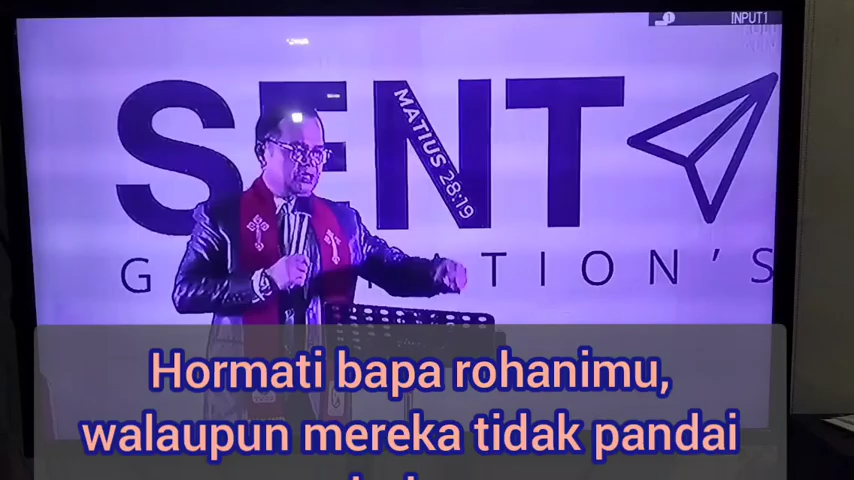 INPUT1
SENT
MATIUS 28:19
G TION'S
Hormati bapa rohanimu,
walaupun mereka tidak pandai